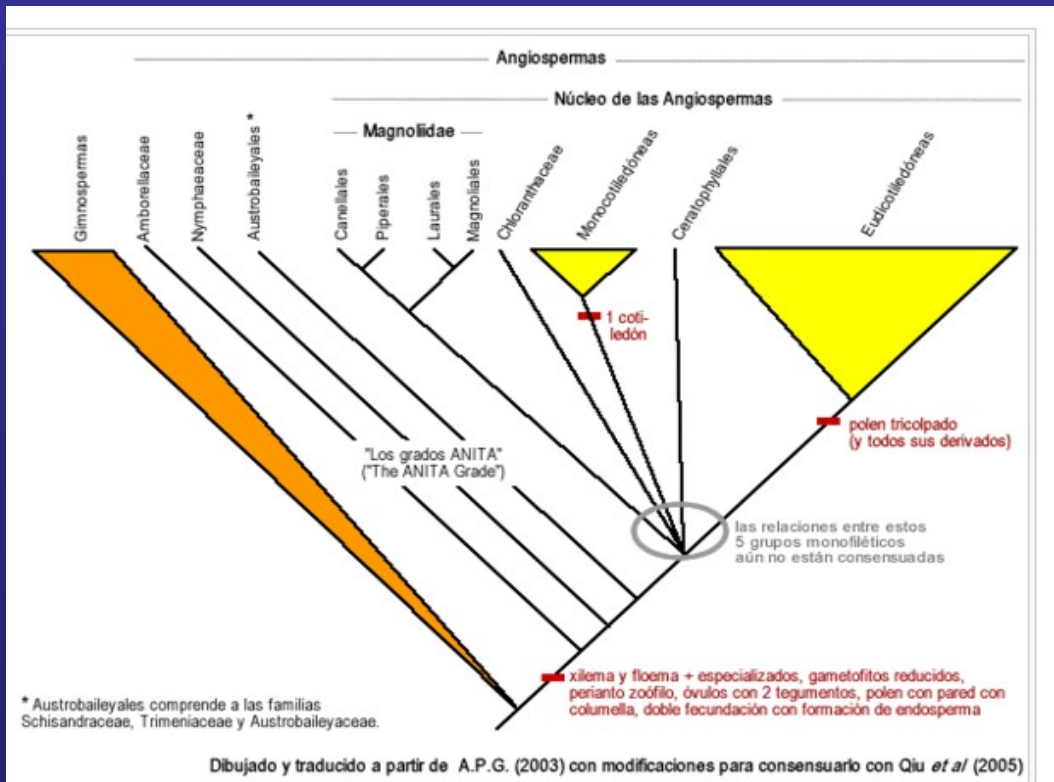 Angiospermas
Núcleo de las Angiospermas
Magnoliidae
Gimnospermas
Amborellaceae
Nymphaeaceae
Austrobaileyales *
Canellales
Piperales
Laurales
Magnoliales
Chloranthaceae
Monocotiledóneas
Ceratophyllales
Eudicotiledóneas
1 coti-
ledón
polen tricolpado
(y todos sus derivados)
"Los grados ANITA"
("The ANITA Grade")
las relaciones entre estos
5 grupos monofiléticos
aún no están consensuadas
xilema y floema + especializados, gametofitos reducidos,
perianto zoófilo, óvulos con 2 tegumentos, polen con pared con
columella, doble fecundación con formación de endosperma
* Austrobaileyales comprende a las familias
Schisandraceae, Trimeniaceae y Austrobaileyaceae.
Dibujado y traducido a partir de A.P.G. (2003) con modificaciones para consensuarlo con Qiu et al (2005)